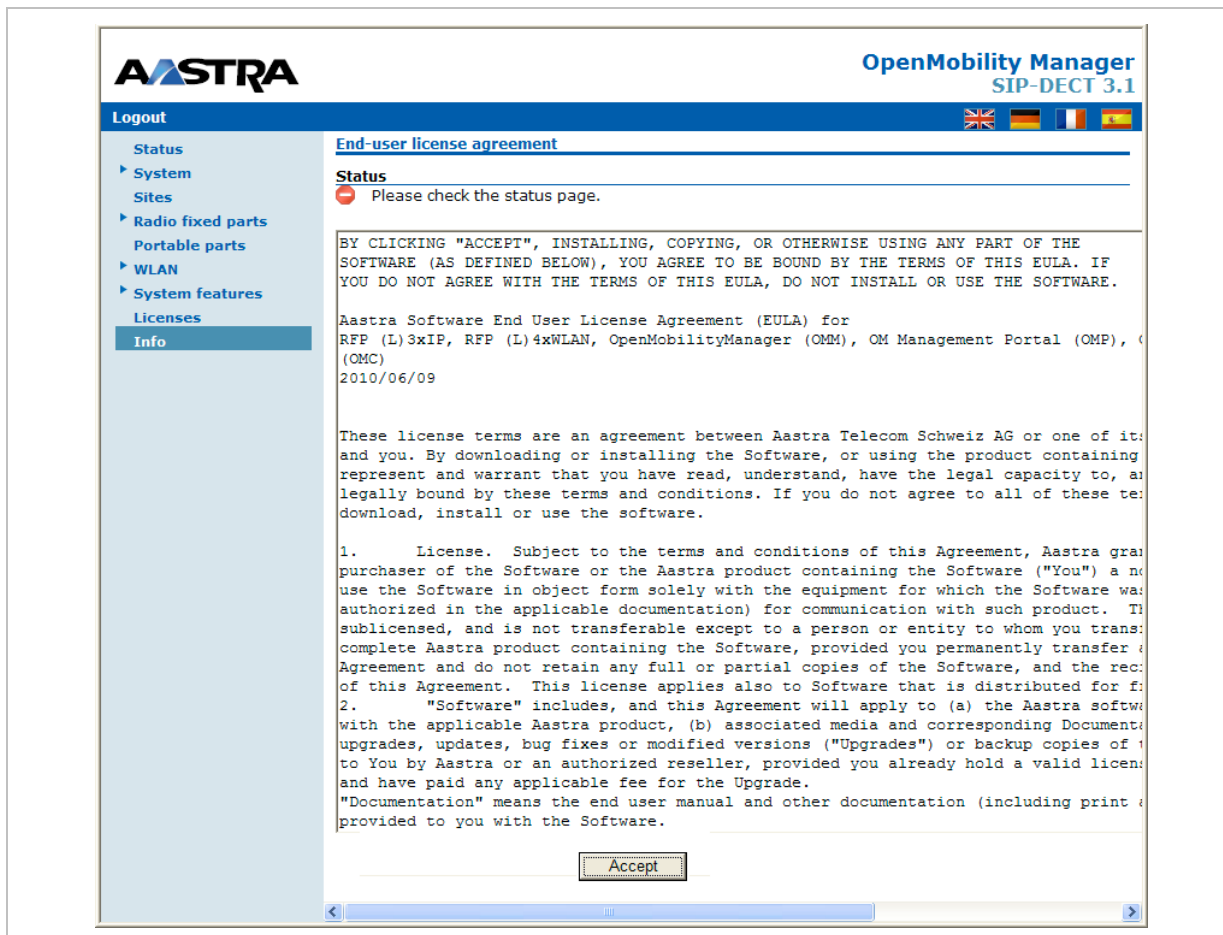 AASTRA
OpenMobility Manager
SIP-DECT 3.1
Logout
Status
System
Sites
Radio fixed parts
Portable parts
WLAN
System features
Licenses
Info
End-user license agreement
Status
Please check the status page.
BY CLICKING "ACCEPT", INSTALLING, COPYING, OR OTHERWISE USING ANY PART OF THE
SOFTWARE (AS DEFINED BELOW), YOU AGREE TO BE BOUND BY THE TERMS OF THIS EULA. IF
YOU DO NOT AGREE WITH THE TERMS OF THIS EULA, DO NOT INSTALL OR USE THE SOFTWARE.
Aastra Software End User License Agreement (EULA) for
RFP (L)3xIP, RFP (L)4xWLAN, OpenMobilityManager (OMM), OM Management Portal (OMP),
(OMC)
2010/06/09
These license terms are an agreement between Aastra Telecom Schweiz AG or one of
and you. By downloading or installing the Software, or using the product containing
represent and warrant that you have read, understand, have the legal capacity to,
legally bound by these terms and conditions. If you do not agree to all of these
download, install or use the software.
1. License. Subject to the terms and conditions of this Agreement, Aastra
purchaser of the Software or the Aastra product containing the Software ("You") a
use the Software in object form solely with the equipment for which the Software was
authorized in the applicable documentation) for communication with such product.
sublicensed, and is not transferable except to a person or entity to whom you
complete Aastra product containing the Software, provided you permanently transfer
Agreement and do not retain any full or partial copies of the Software, and the
of this Agreement. This license applies also to Software that is distributed for
2. "Software" includes, and this Agreement will apply to (a) the Aastra
with the applicable Aastra product, (b) associated media and corresponding
upgrades, updates, bug fixes or modified versions ("Upgrades") or backup copies of
to You by Aastra or an authorized reseller, provided you already hold a valid
and have paid any applicable fee for the Upgrade.
"Documentation" means the end user manual and other documentation (including print
provided to you with the Software.
Accept